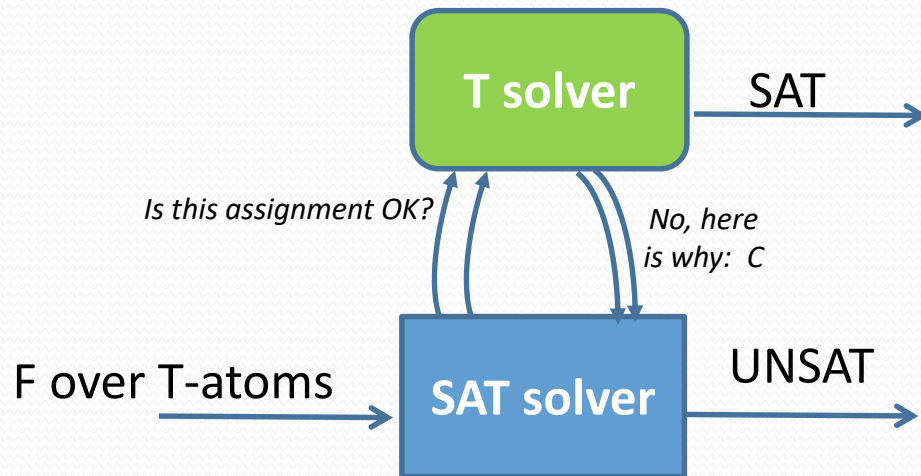 T solver
SAT
Is this assignment OK?
No, here
is why: C
F over T-atoms
SAT solver
UNSAT